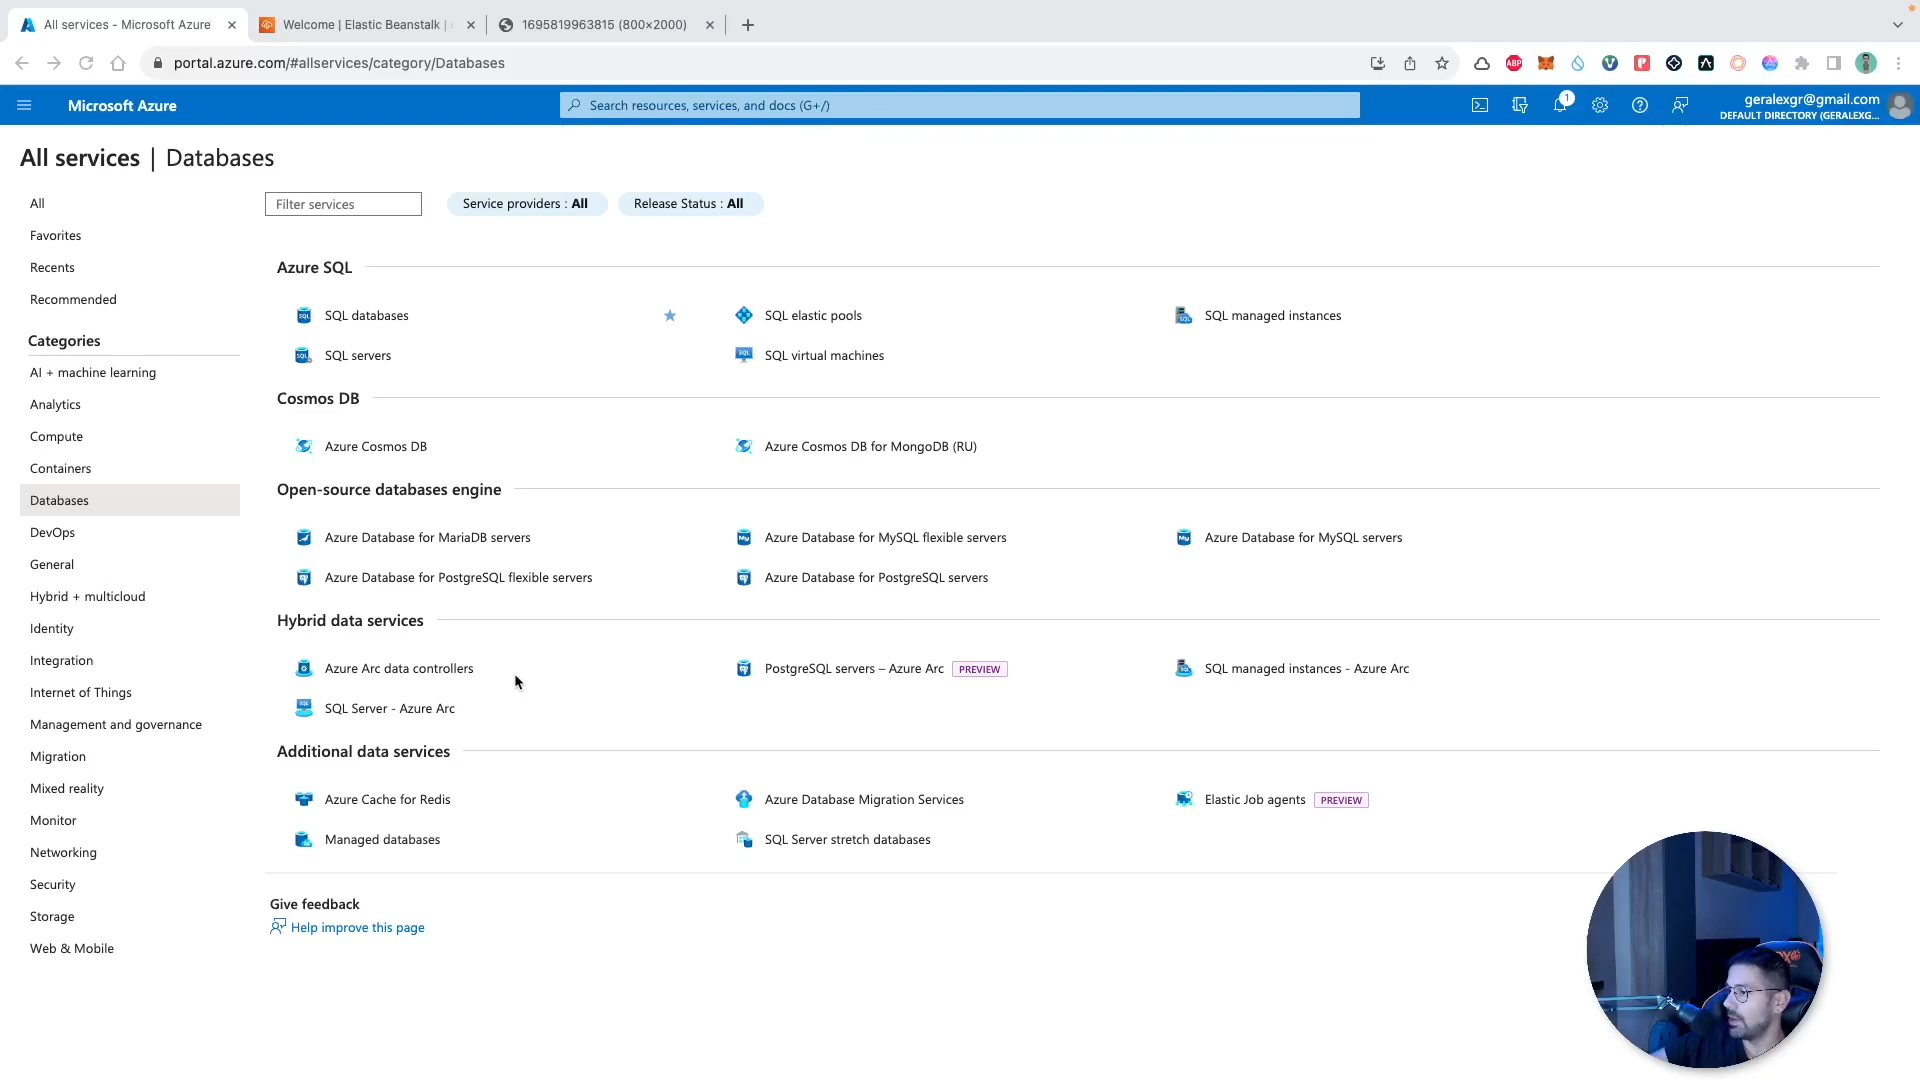 All services - Microsoft Azure
Welcome | Elastic Beanstalk |
1695819963815 (800×2000)
portal.azure.com/#allservices/category/Databases
ABP
Microsoft Azure
Search resources, services, and docs (G+/)
1
geralexgr@gmail.com
DEFAULT DIRECTORY (GERALEXG...
All services | Databases
All
Favorites
Recents
Recommended
Categories
AI + machine learning
Analytics
Compute
Containers
Databases
DevOps
General
Hybrid + multicloud
Identity
Integration
Internet of Things
Management and governance
Migration
Mixed reality
Monitor
Networking
Security
Storage
Web & Mobile
Filter services
Service providers : All
Release Status : All
Azure SQL
SQL databases
SQL elastic pools
SQL managed instances
SQL servers
SQL virtual machines
Cosmos DB
Azure Cosmos DB
Azure Cosmos DB for MongoDB (RU)
Open-source databases engine
Azure Database for MariaDB servers
Azure Database for MySQL flexible servers
Azure Database for MySQL servers
Azure Database for PostgreSQL flexible servers
Azure Database for PostgreSQL servers
Hybrid data services
Azure Arc data controllers
PostgreSQL servers – Azure Arc PREVIEW
SQL managed instances - Azure Arc
SQL Server - Azure Arc
Additional data services
Azure Cache for Redis
Azure Database Migration Services
Elastic Job agents PREVIEW
Managed databases
SQL Server stretch databases
Give feedback
Help improve this page